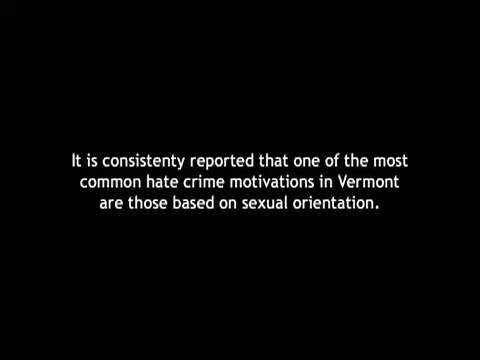 It is consistenty reported that one of the most
common hate crime motivations in Vermont
are those based on sexual orientation.